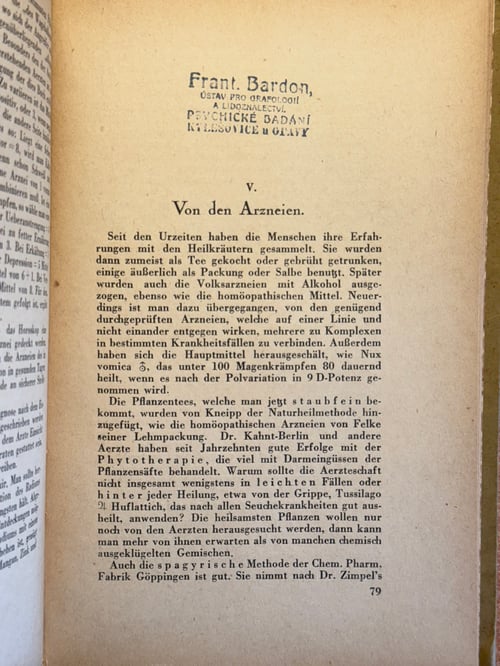 Frant. Bardon,
ÚSTAV PRO GRAFOLOGII
A LIDOZNALECTVÍ.
PSYCHICKÉ BADÁNÍ
KYLEŠOVICE u OPAVY
V.
Von den Arzneien.
Seit den Urzeiten haben die Menschen ihre Erfah-
rungen mit den Heilkräutern gesammelt. Sie wurden
dann zumeist als Tee gekocht oder gebrüht getrunken,
einige äußerlich als Packung oder Salbe benutzt. Später
wurden auch die Volksarzneien mit Alkohol ausge-
zogen, ebenso wie die homöopathischen Mittel. Neuer-
dings ist man dazu übergegangen, von den genügend
durchgeprüften Arzneien, welche auf einer Linie und
nicht einander entgegen wirken, mehrere zu Komplexen
in bestimmten Krankheitsfällen zu verbinden. Außerdem
haben sich die Hauptmittel herausgeschält, wie Nux
vomica ♂, das unter 100 Magenkrämpfen 80 dauernd
heilt, wenn es nach der Polvariation in 9 D-Potenz ge-
nommen wird.
Die Pflanzentees, welche man jetzt staubfein be-
kommt, wurden von Kneipp der Naturheilmethode hin-
zugefügt, wie die homöopathischen Arzneien von Felke
seiner Lehmpackung. Dr. Kahnt-Berlin und andere
Aerzte haben seit Jahrzehnten gute Erfolge mit der
Phytotherapie, die viel mit Darmeingüssen der
Pflanzensäfte behandelt. Warum sollte die Aerzteschaft
nicht insgesamt wenigstens in leichten Fällen oder
hinter jeder Heilung, etwa von der Grippe, Tussilago
♃ Huflattich, das nach allen Seuchekrankheiten gut aus-
heilt, anwenden? Die heilsamsten Pflanzen wollen nur
noch von den Aerzten herausgesucht werden, dann kann
man mehr von ihnen erwarten als von manchen chemisch
ausgeklügelten Gemischen.
Auch die spagyrische Methode der Chem. Pharm.
Fabrik Göppingen ist gut. Sie nimmt nach Dr. Zimpel's
79